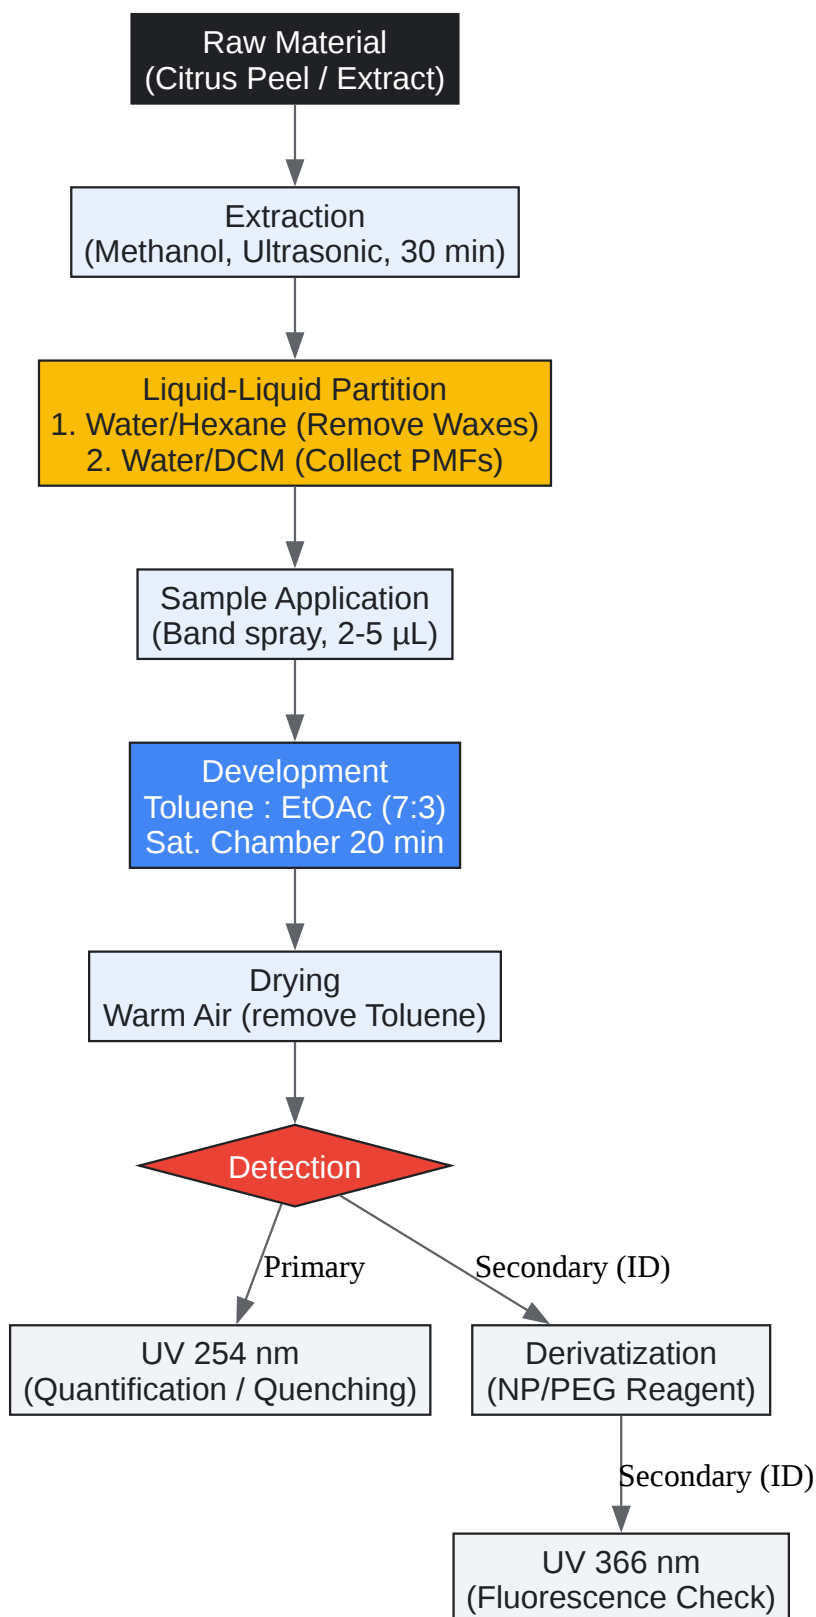 Raw Material
(Citrus Peel / Extract)
Extraction
(Methanol, Ultrasonic, 30 min)
Liquid-Liquid Partition
1. Water/Hexane (Remove Waxes)
2. Water/DCM (Collect PMFs)
Sample Application
(Band spray, 2-5 µL)
Development
Toluene : EtOAc (7:3)
Sat. Chamber 20 min
Drying
Warm Air (remove Toluene)
Detection
Primary
Secondary (ID)
UV 254 nm
(Quantification / Quenching)
Derivatization
(NP/PEG Reagent)
Secondary (ID)
UV 366 nm
(Fluorescence Check)